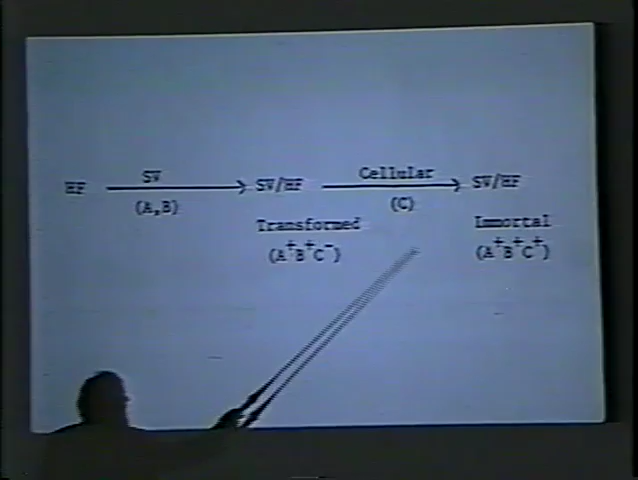 SV Cellular
HF SV/HF SV/HF
(A,B) (C)
Transformed Immortal
(A⁺B⁺C⁻) (A⁺B⁺C⁺)